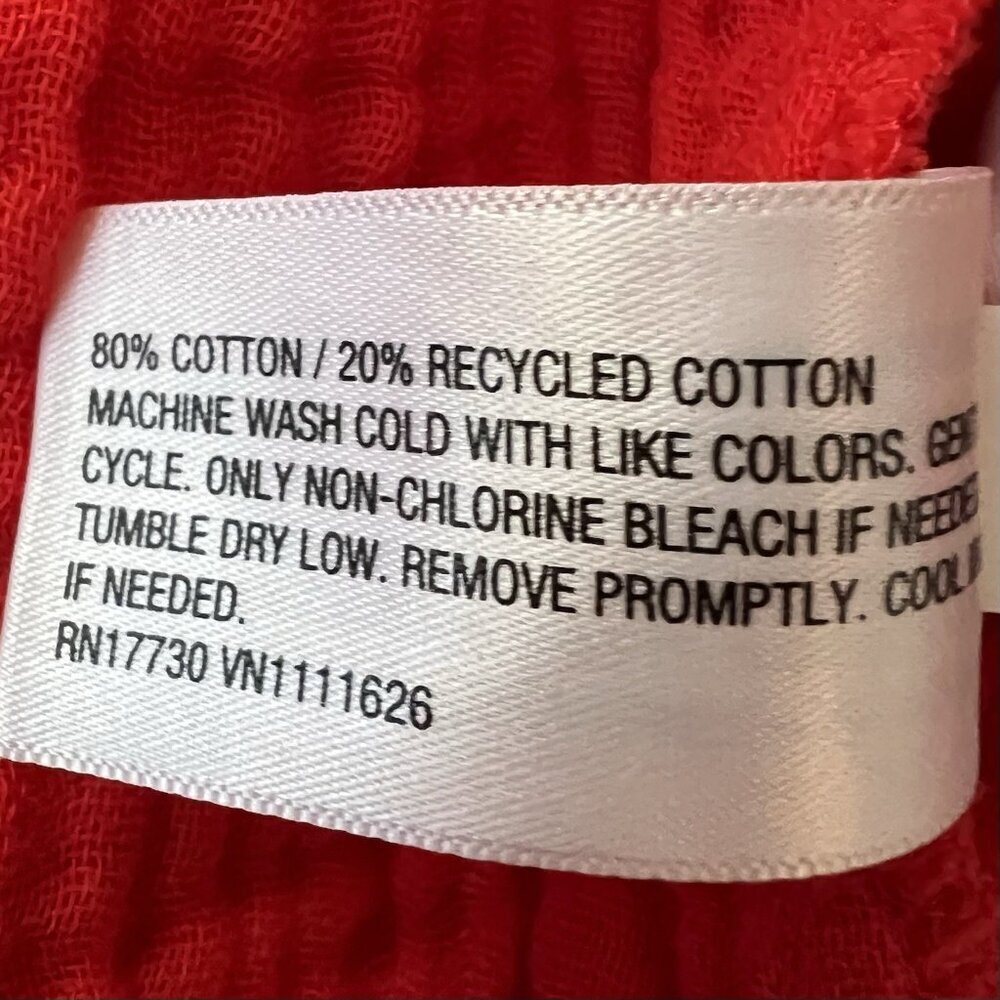 80% COTTON / 20% RECYCLED COTTON
MACHINE WASH COLD WITH LIKE COLORS.
CYCLE. ONLY NON-CHLORINE BLEACH IF
TUMBLE DRY LOW. REMOVE PROMPTLY. COOL
IF NEEDED.
RN17730 VN1111626